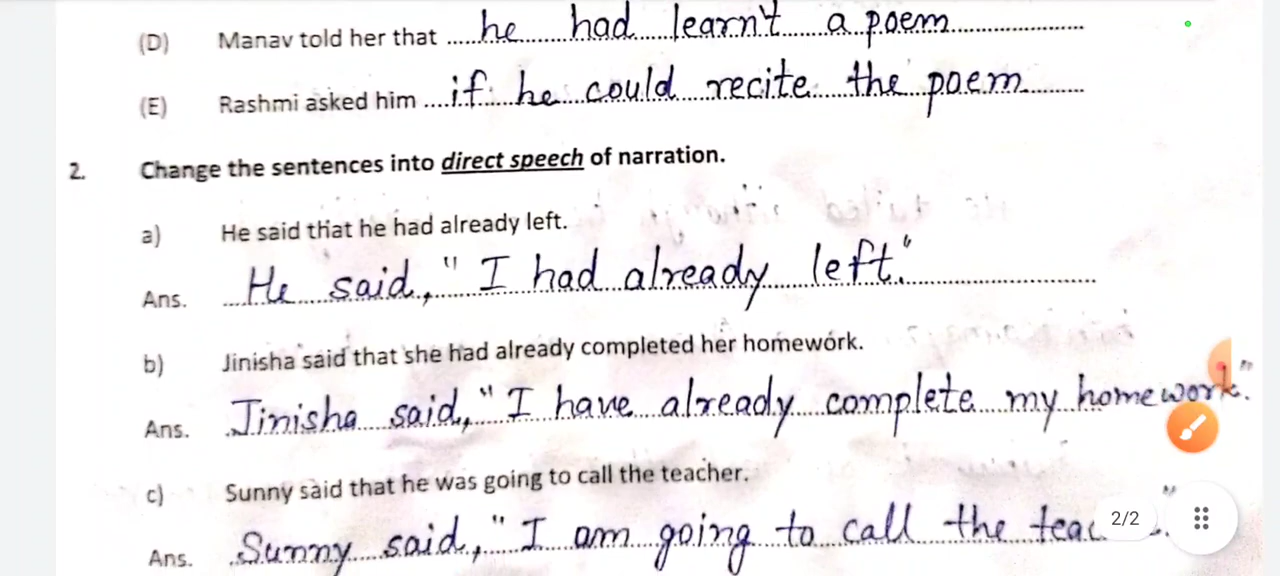 (D) Manav told her that he had learn't a poem
(E) Rashmi asked him if he could recite the poem
2. Change the sentences into direct speech of narration.
a) He said that he had already left.
Ans. He said, " I had already left."
b) Jinisha said that she had already completed her homework.
Ans. Jinisha said, " I have already complete my homework."
c) Sunny said that he was going to call the teacher.
Ans. Sunny said, " I am going to call the
2/2